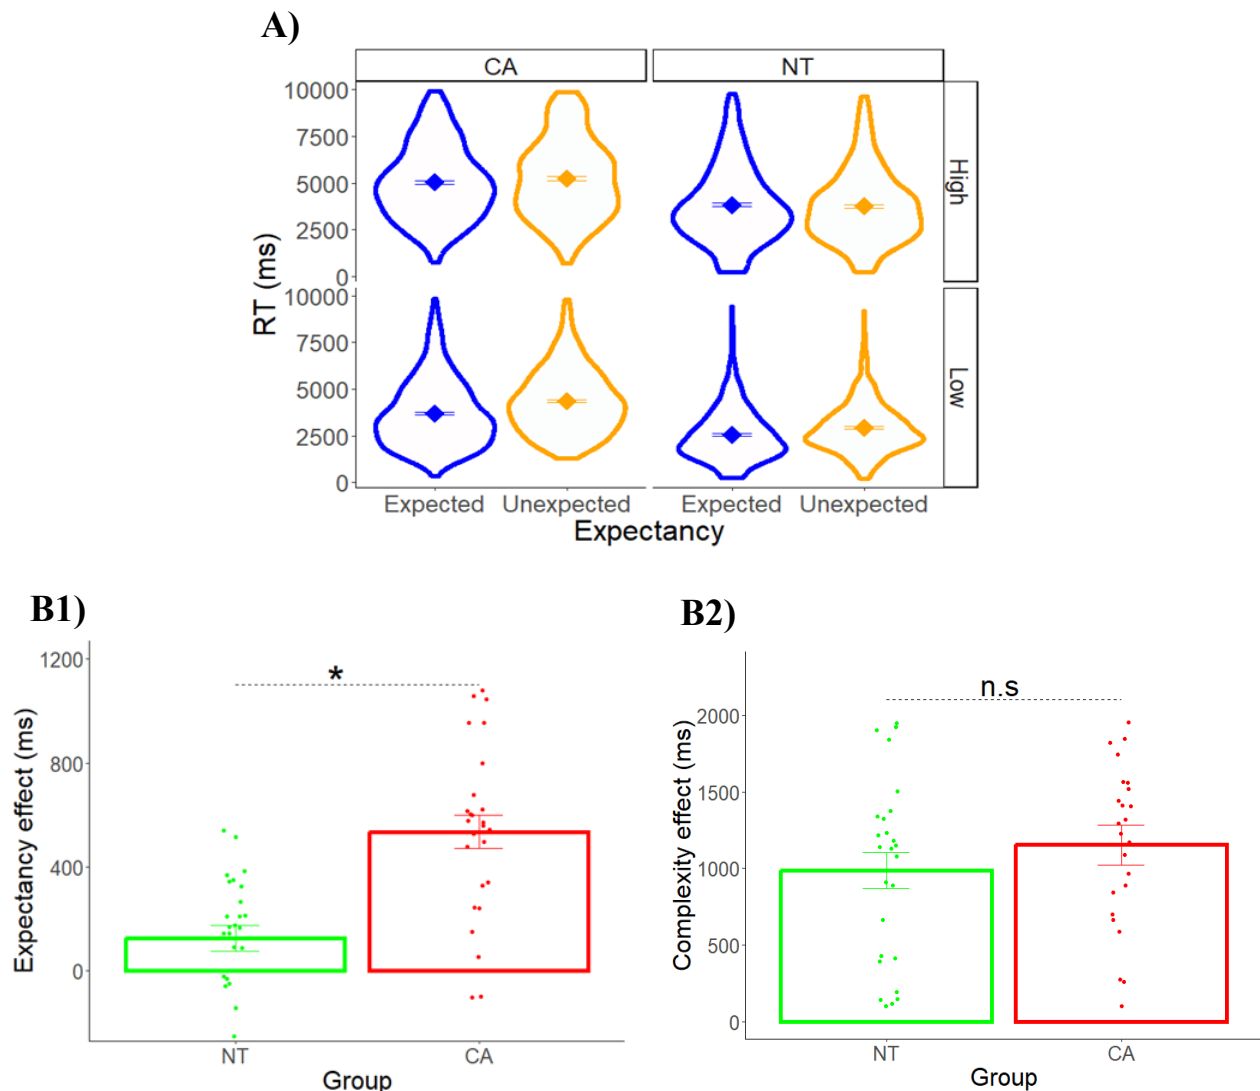 A)
CA NT
10000
7500
5000
2500
0
High
10000
7500
5000
2500
0
Low
RT (ms)
Expected Unexpected Expected Unexpected
Expectancy
B1)
1200
800
400
0
Expectancy effect (ms)
*
NT CA
Group
B2)
2000
1500
1000
500
0
Complexity effect (ms)
n.s
NT CA
Group